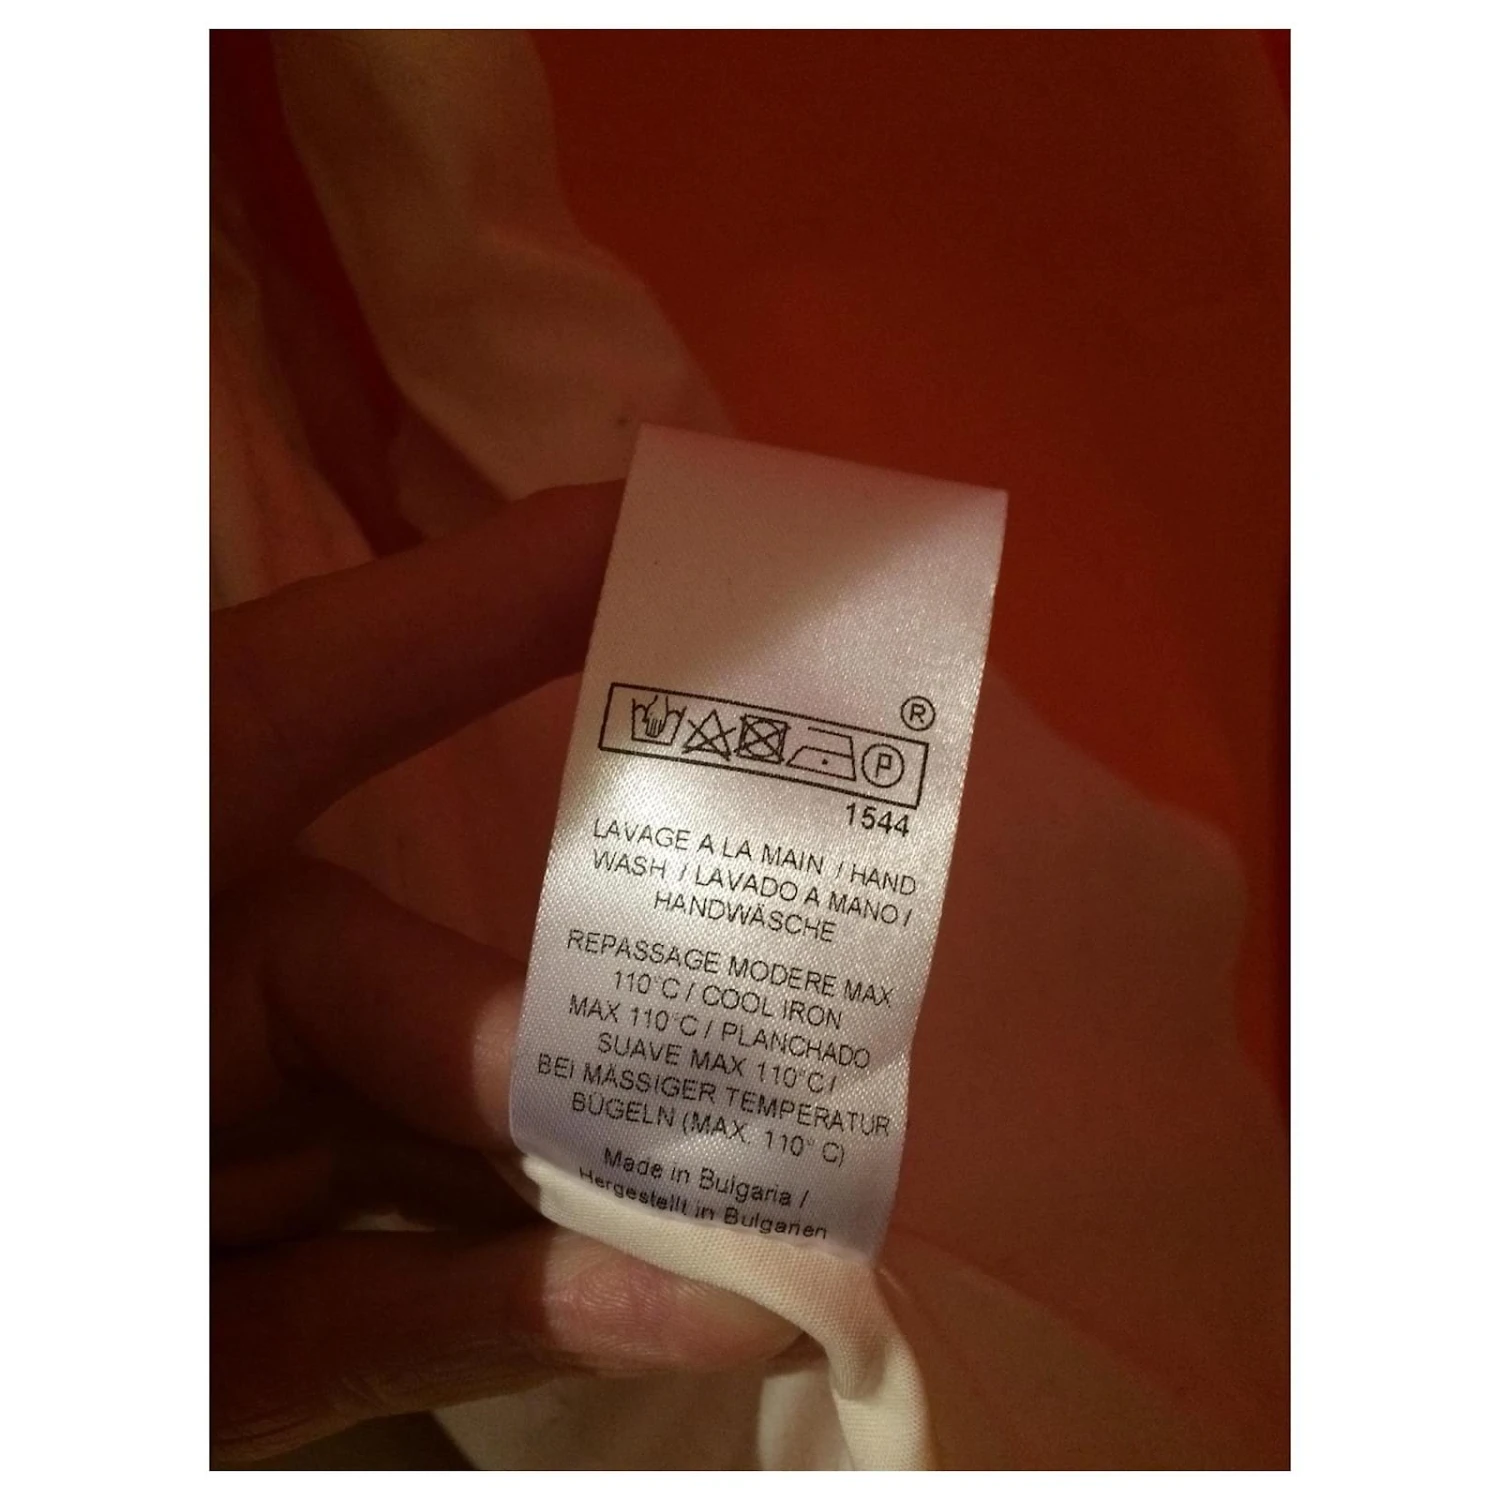 ®
P
1544
LAVAGE A LA MAIN / HAND
WASH / LAVADO A MANO /
HANDWÄSCHE
REPASSAGE MODERE MAX
110°C / COOL IRON
MAX 110°C / PLANCHADO
SUAVE MAX 110°C /
BEI MÄSSIGER TEMPERATUR
BÜGELN (MAX. 110° C)
Made in Bulgaria /
Hergestellt in Bulgarien